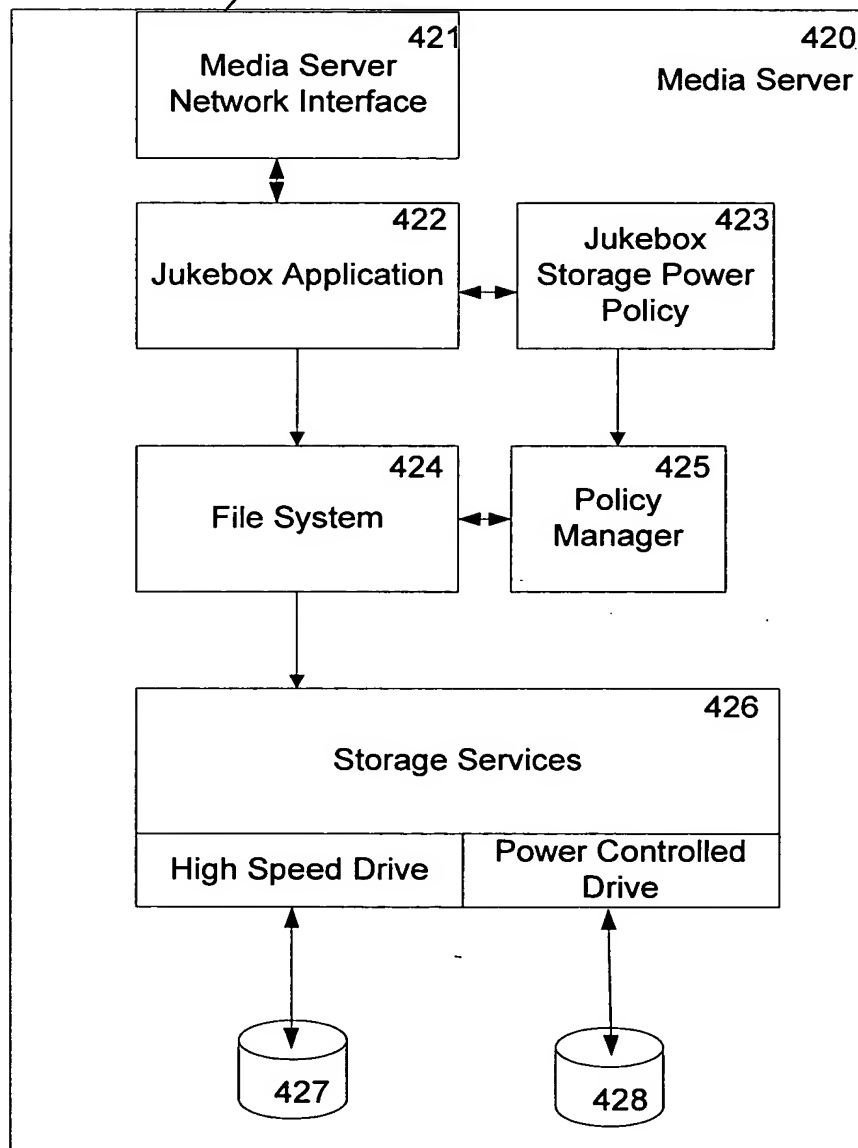 421
Media Server
Network Interface
420
Media Server
422
Jukebox Application
423
Jukebox
Storage Power
Policy
424
File System
425
Policy
Manager
426
Storage Services
High Speed Drive
Power Controlled
Drive
427
428